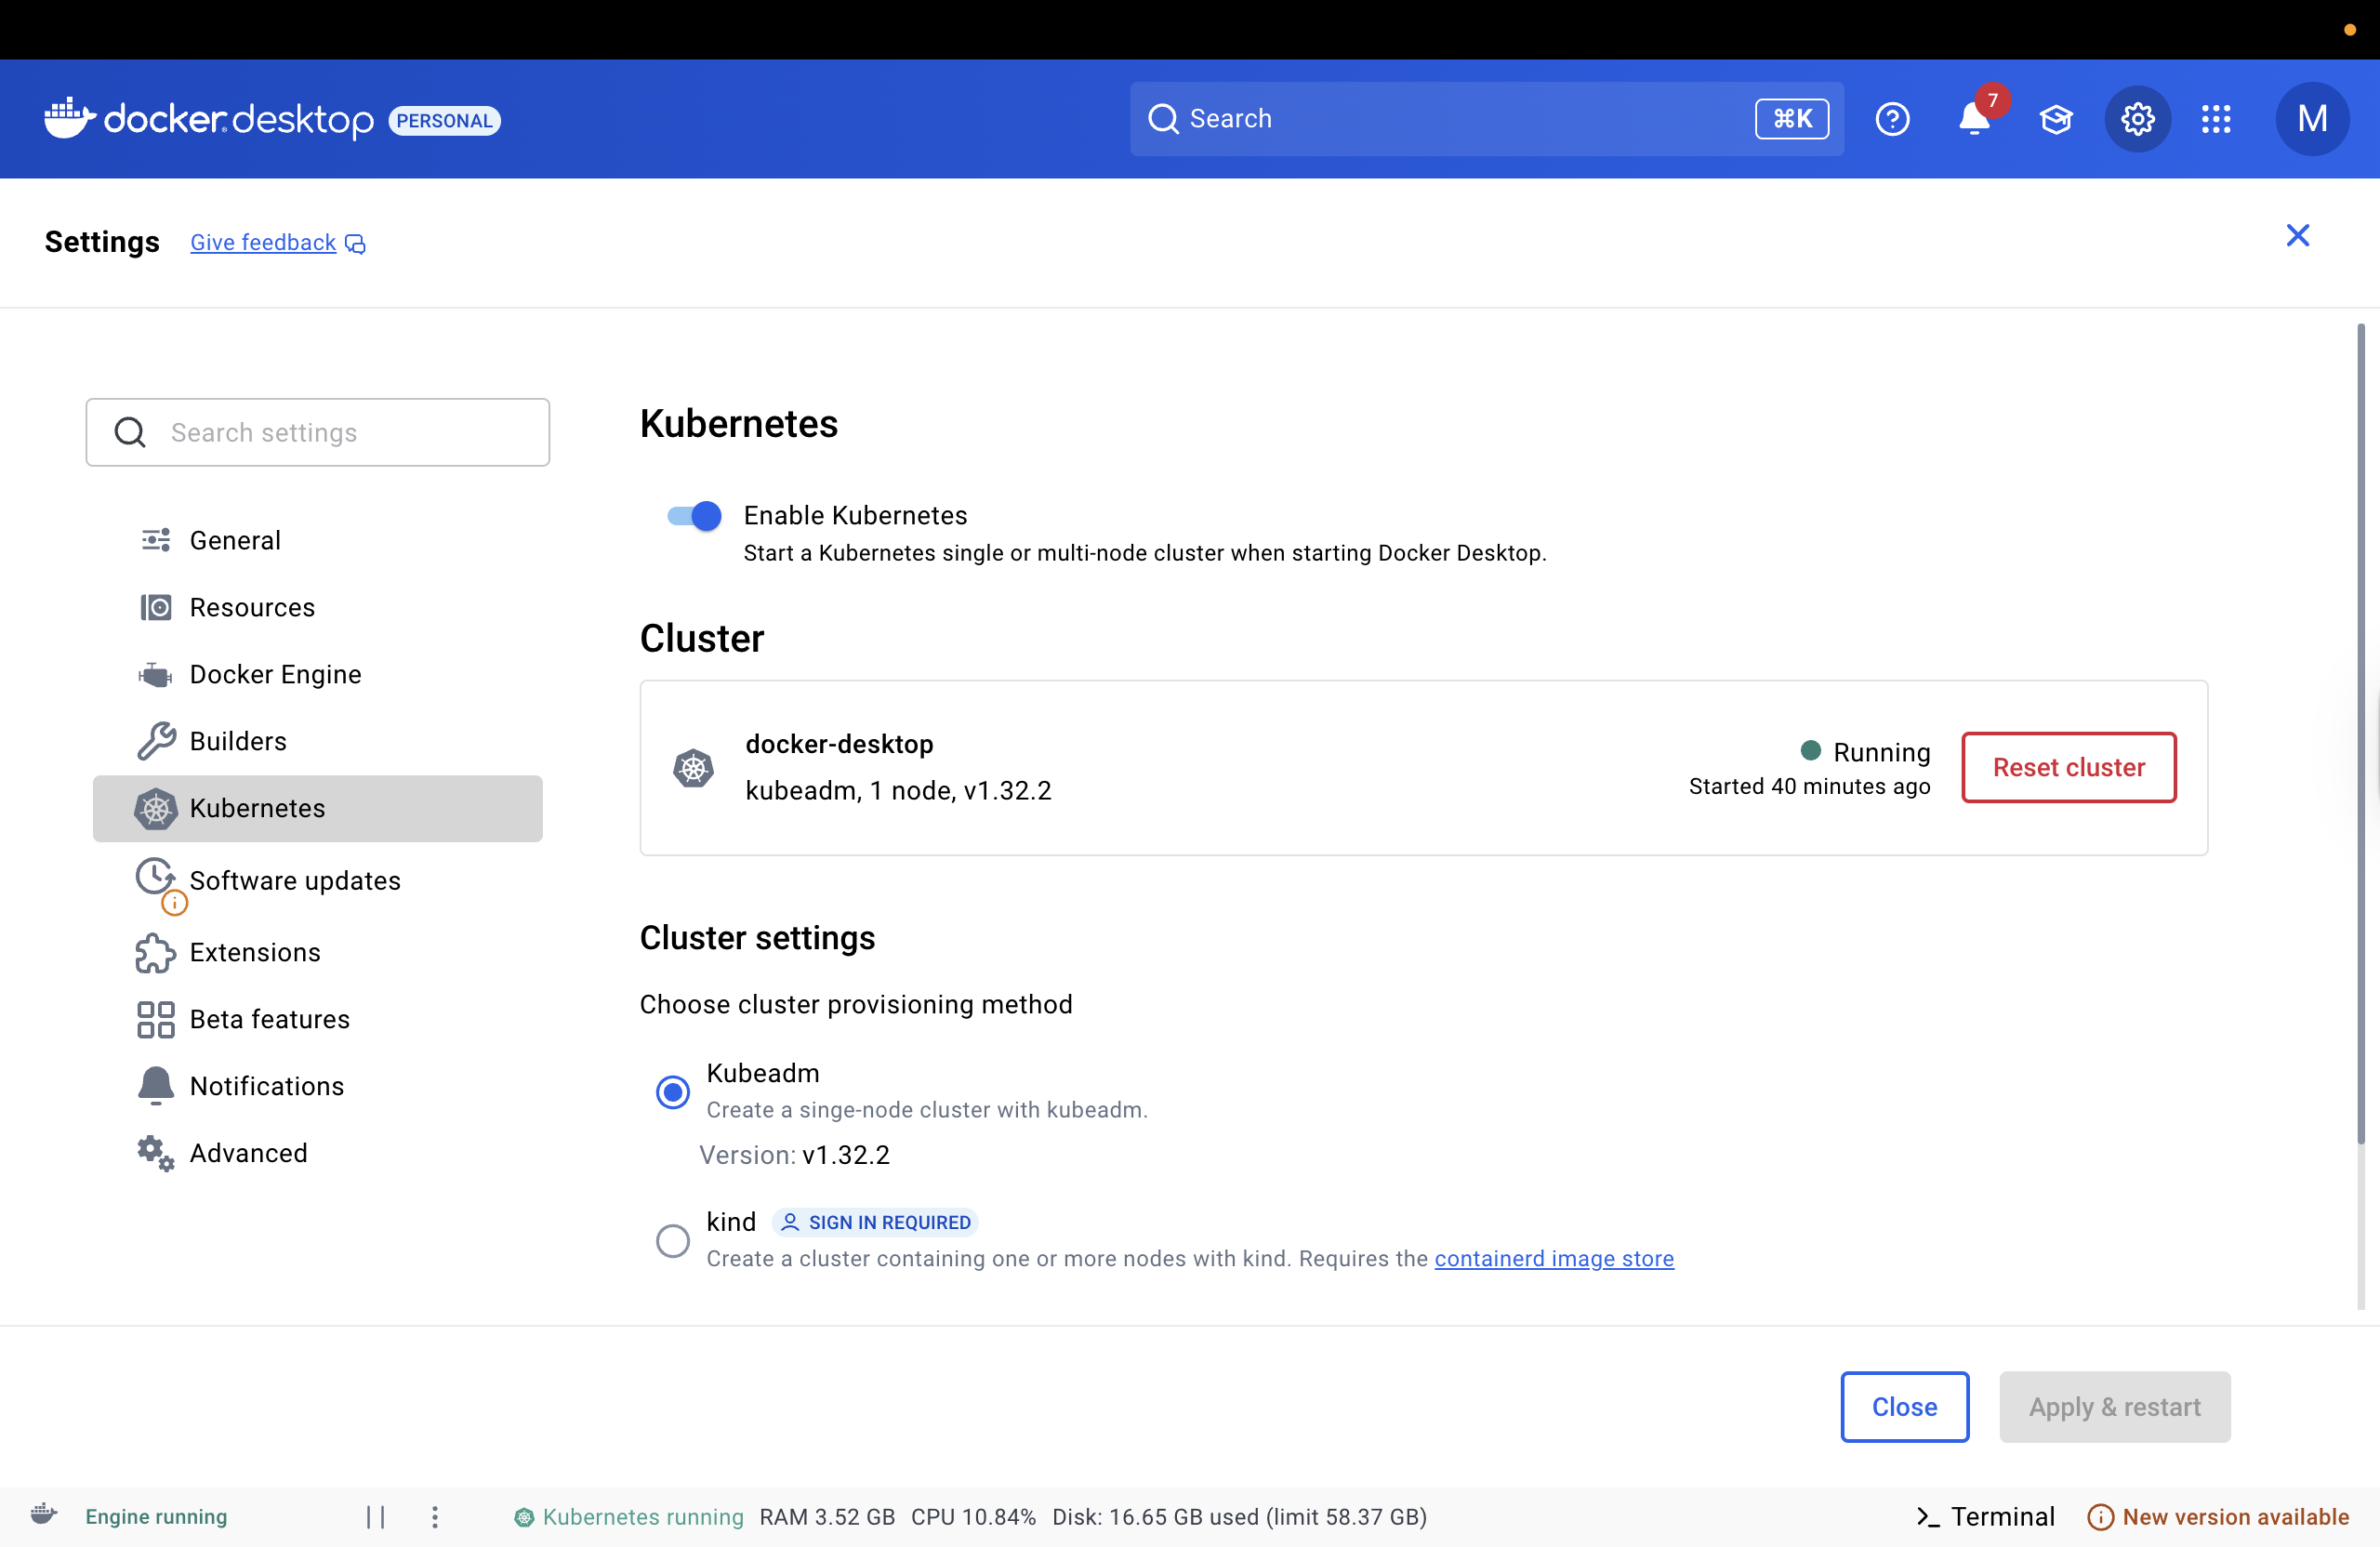 docker desktop PERSONAL
Search ⌘K
7
M
Settings Give feedback
Search settings
General
Resources
Docker Engine
Builders
Kubernetes
Software updates
Extensions
Beta features
Notifications
Advanced
Kubernetes
Enable Kubernetes
Start a Kubernetes single or multi-node cluster when starting Docker Desktop.
Cluster
docker-desktop
kubeadm, 1 node, v1.32.2
Running
Started 40 minutes ago
Reset cluster
Cluster settings
Choose cluster provisioning method
Kubeadm
Create a singe-node cluster with kubeadm.
Version: v1.32.2
kind SIGN IN REQUIRED
Create a cluster containing one or more nodes with kind. Requires the containerd image store
Close Apply & restart
Engine running Kubernetes running RAM 3.52 GB CPU 10.84% Disk: 16.65 GB used (limit 58.37 GB) Terminal New version available